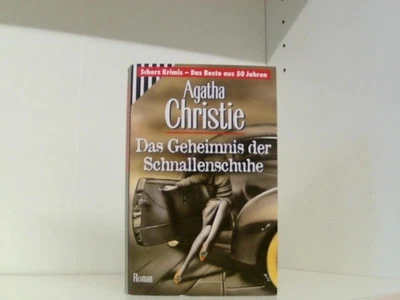 Scherz Krimis – Das Beste aus 50 Jahren
Agatha
Christie
Das Geheimnis der
Schnallenschuhe
Roman